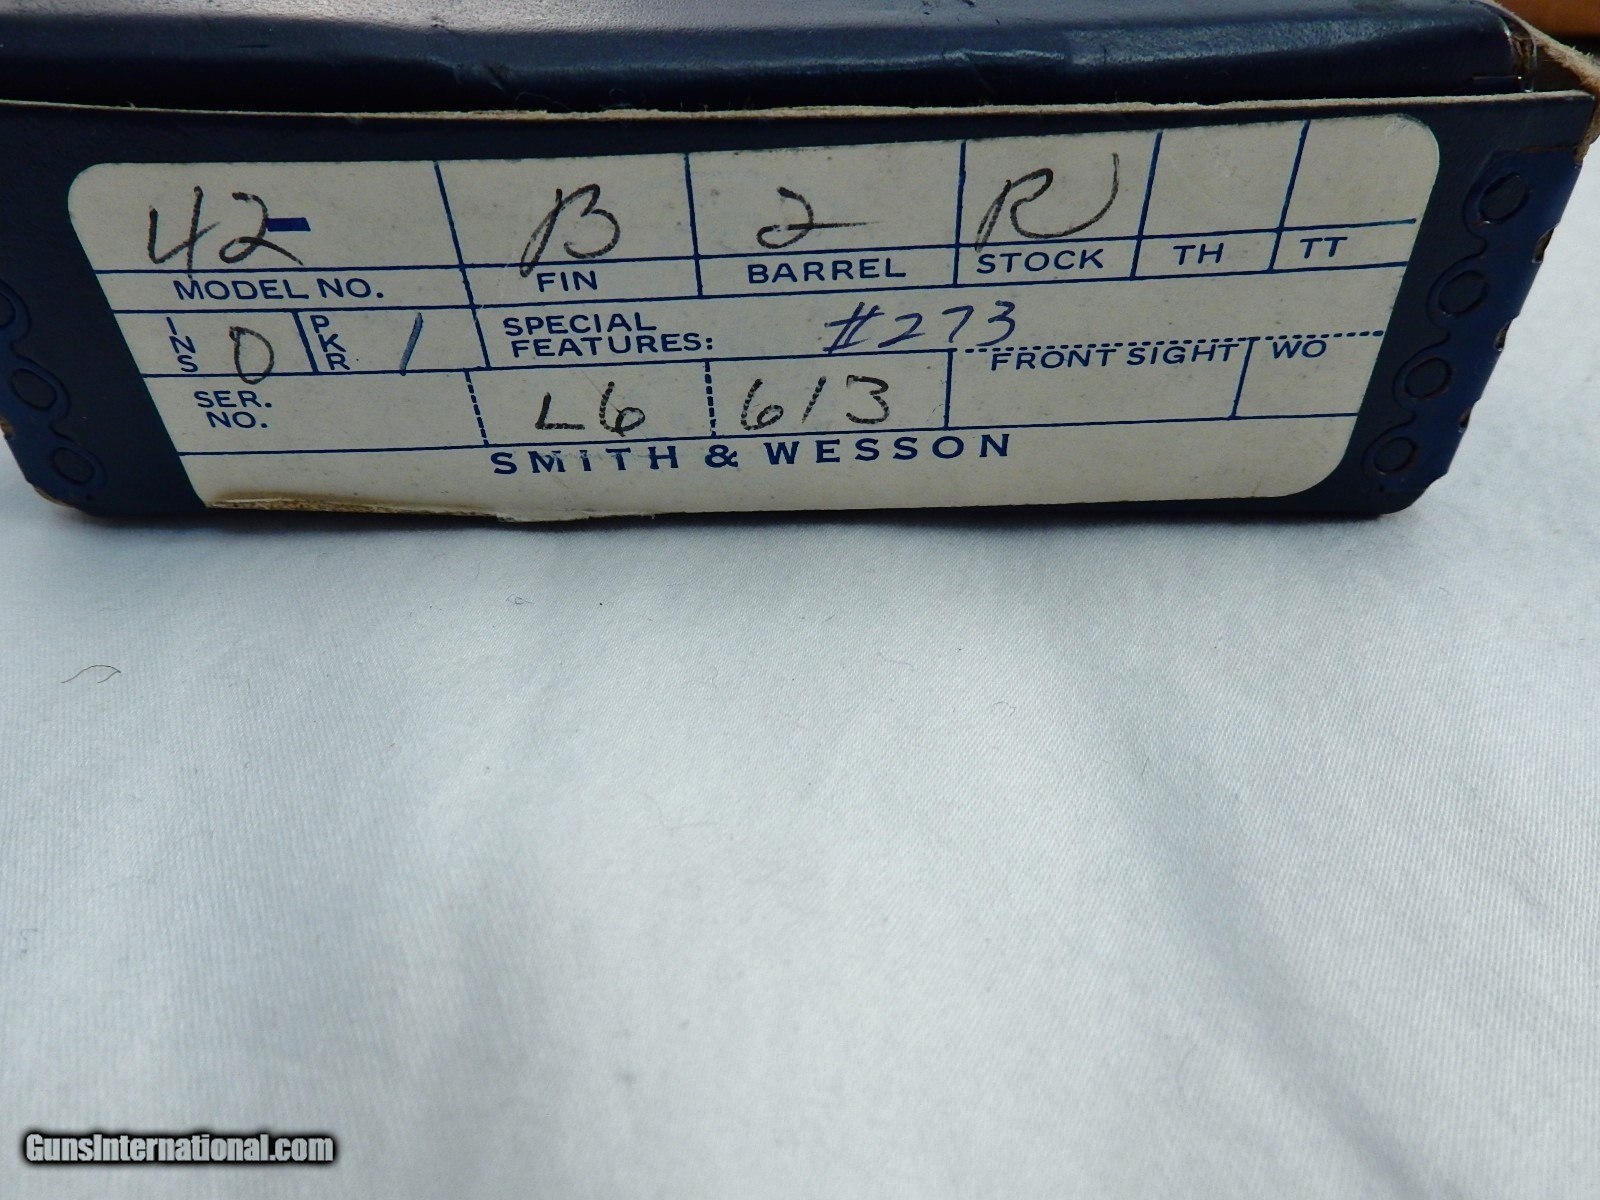 42- B 2 R
MODEL NO. FIN BARREL STOCK TH TT
INS 0 PKR 1 SPECIAL FEATURES: #273
FRONT SIGHT WO
SER. NO. L6 613
SMITH & WESSON
GunsInternational.com